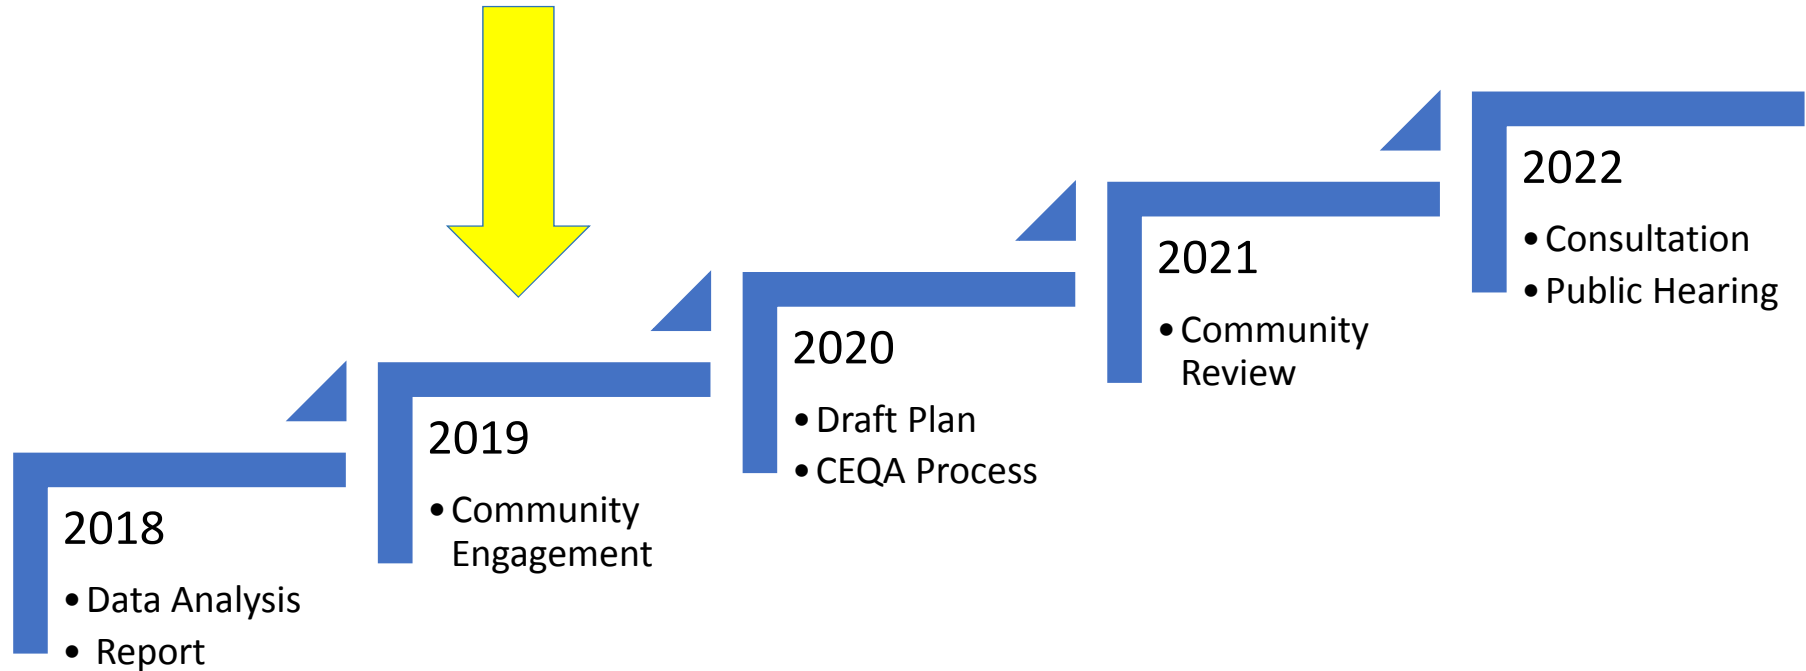 2018
• Data Analysis
• Report
2019
• Community
Engagement
2020
• Draft Plan
• CEQA Process
2021
• Community
Review
2022
• Consultation
• Public Hearing